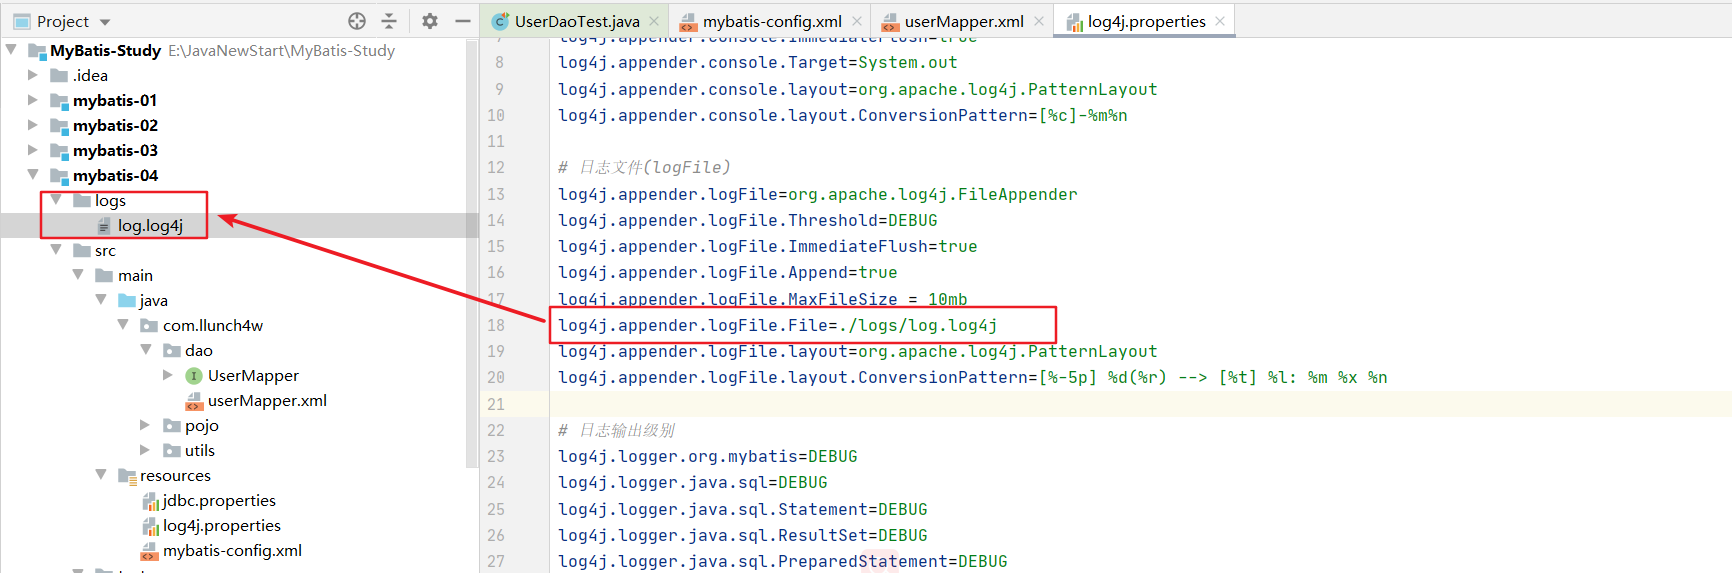 Project
MyBatis-Study E:\JavaNewStart\MyBatis-Study
.idea
mybatis-01
mybatis-02
mybatis-03
mybatis-04
logs
log.log4j
src
main
java
com.llunch4w
dao
UserMapper
userMapper.xml
pojo
utils
resources
jdbc.properties
log4j.properties
mybatis-config.xml
UserDaoTest.java mybatis-config.xml userMapper.xml log4j.properties
7 log4j.appender.console.ImmediateFlush=true
8 log4j.appender.console.Target=System.out
9 log4j.appender.console.layout=org.apache.log4j.PatternLayout
10 log4j.appender.console.layout.ConversionPattern=[%c]-%m%n
11
12 # 日志文件(logFile)
13 log4j.appender.logFile=org.apache.log4j.FileAppender
14 log4j.appender.logFile.Threshold=DEBUG
15 log4j.appender.logFile.ImmediateFlush=true
16 log4j.appender.logFile.Append=true
17 log4j.appender.logFile.MaxFileSize = 10mb
18 log4j.appender.logFile.File=./logs/log.log4j
19 log4j.appender.logFile.layout=org.apache.log4j.PatternLayout
20 log4j.appender.logFile.layout.ConversionPattern=[%-5p] %d(%r) --> [%t] %l: %m %x %n
21
22 # 日志输出级别
23 log4j.logger.org.mybatis=DEBUG
24 log4j.logger.java.sql=DEBUG
25 log4j.logger.java.sql.Statement=DEBUG
26 log4j.logger.java.sql.ResultSet=DEBUG
27 log4j.logger.java.sql.PreparedStatement=DEBUG